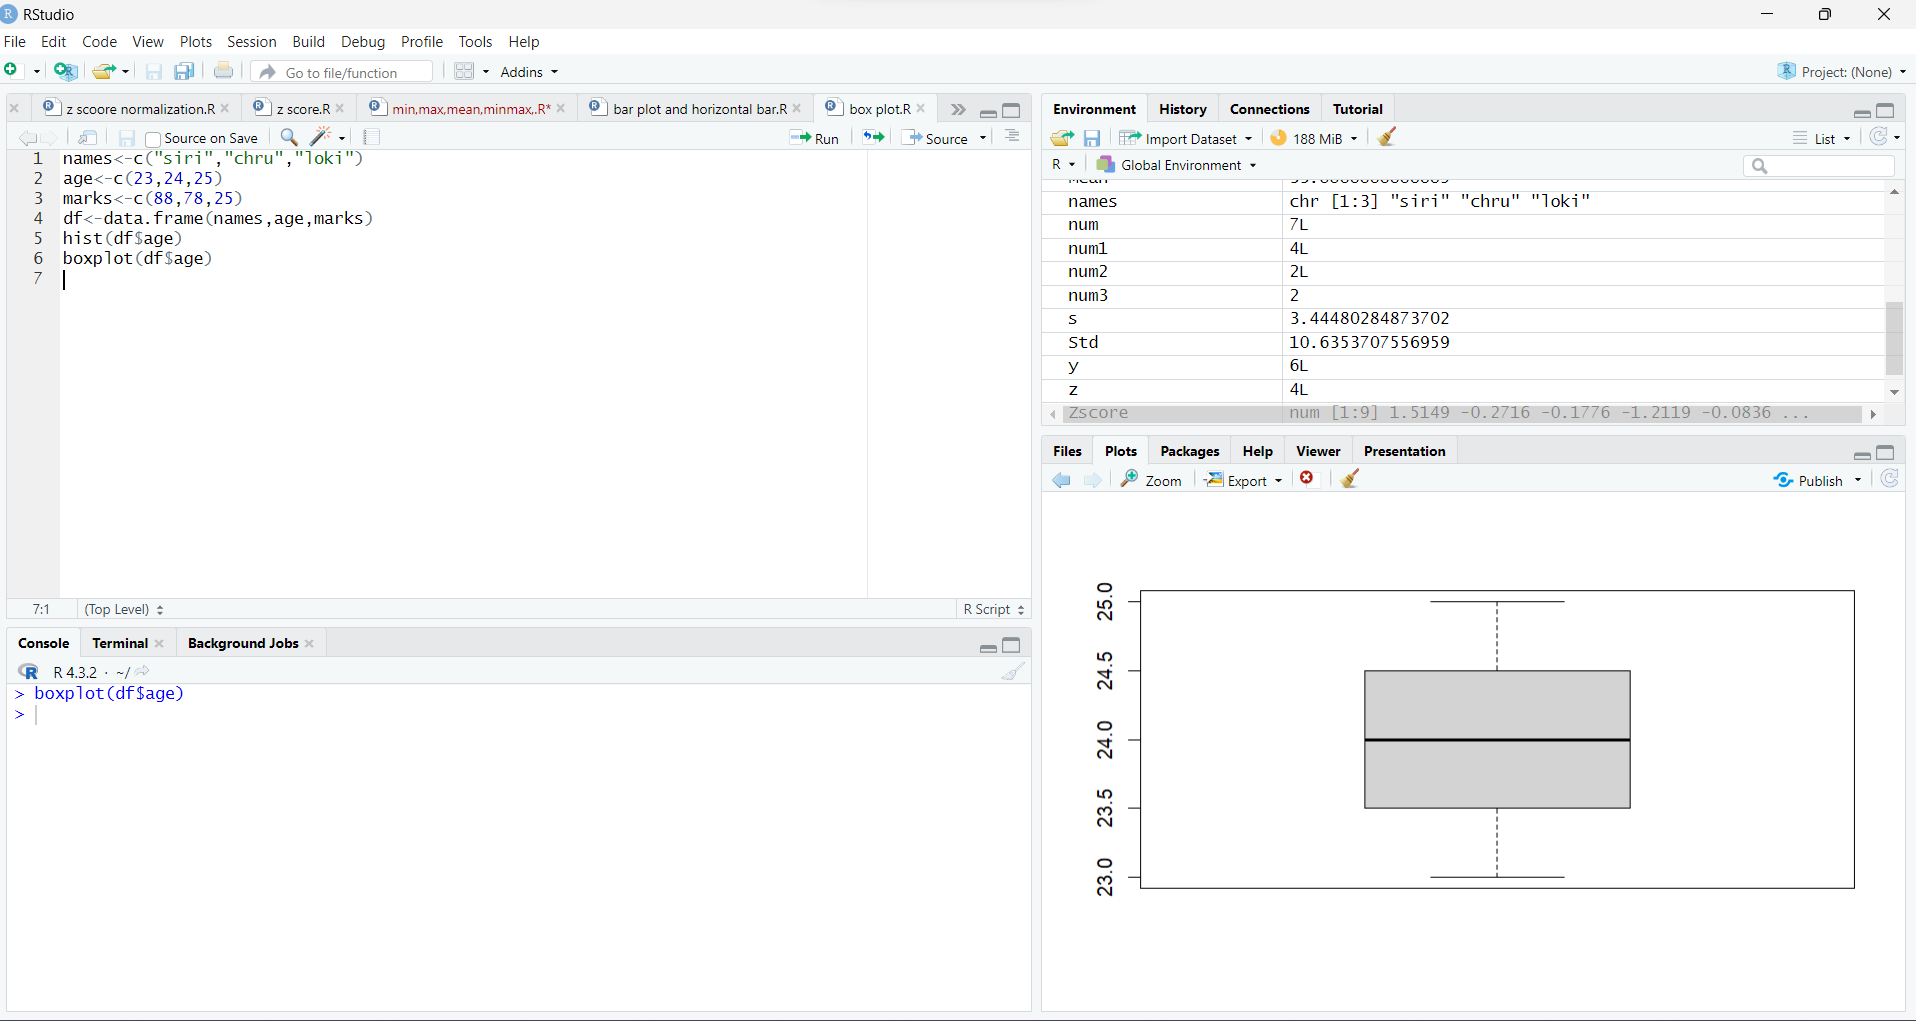 RStudio
File Edit Code View Plots Session Build Debug Profile Tools Help
Go to file/function Addins Project: (None)
z scoore normalization.R z score.R min,max,mean,minmax,.R* bar plot and horizontal bar.R box plot.R
Source on Save Run Source
1 names<-c("siri","chru","loki")
2 age<-c(23,24,25)
3 marks<-c(88,78,25)
4 df<-data.frame(names,age,marks)
5 hist(df$age)
6 boxplot(df$age)
7
7:1 (Top Level) R Script
Console Terminal Background Jobs
R 4.3.2 · ~/
> boxplot(df$age)
>
Environment History Connections Tutorial
Import Dataset 188 MiB List
R Global Environment
names chr [1:3] "siri" "chru" "loki"
num 7L
num1 4L
num2 2L
num3 2
s 3.44480284873702
Std 10.6353707556959
y 6L
z 4L
Zscore num [1:9] 1.5149 -0.2716 -0.1776 -1.2119 -0.0836 ...
Files Plots Packages Help Viewer Presentation
Zoom Export Publish
25.0
24.5
24.0
23.5
23.0